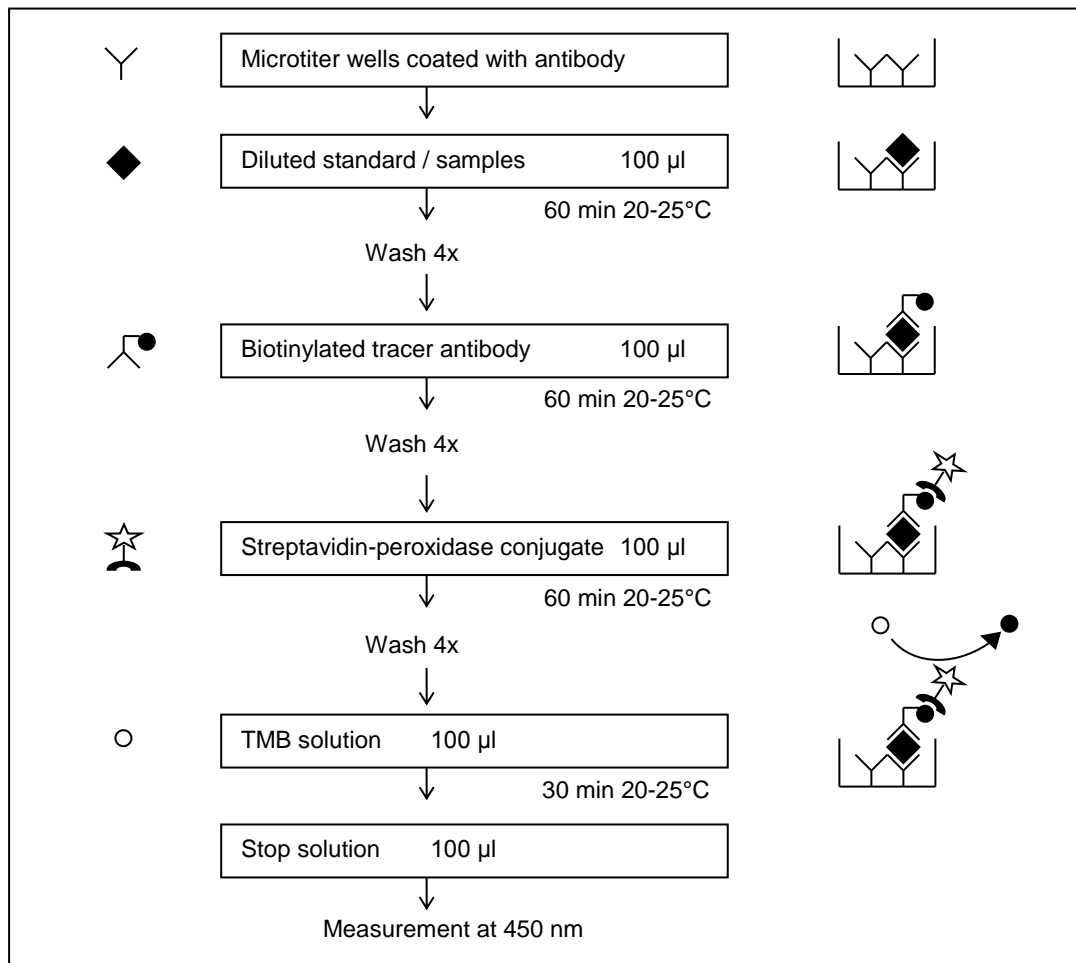 Microtiter wells coated with antibody
Diluted standard / samples 100 µl
60 min 20-25°C
Wash 4x
Biotinylated tracer antibody 100 µl
60 min 20-25°C
Wash 4x
Streptavidin-peroxidase conjugate 100 µl
60 min 20-25°C
Wash 4x
TMB solution 100 µl
30 min 20-25°C
Stop solution 100 µl
Measurement at 450 nm